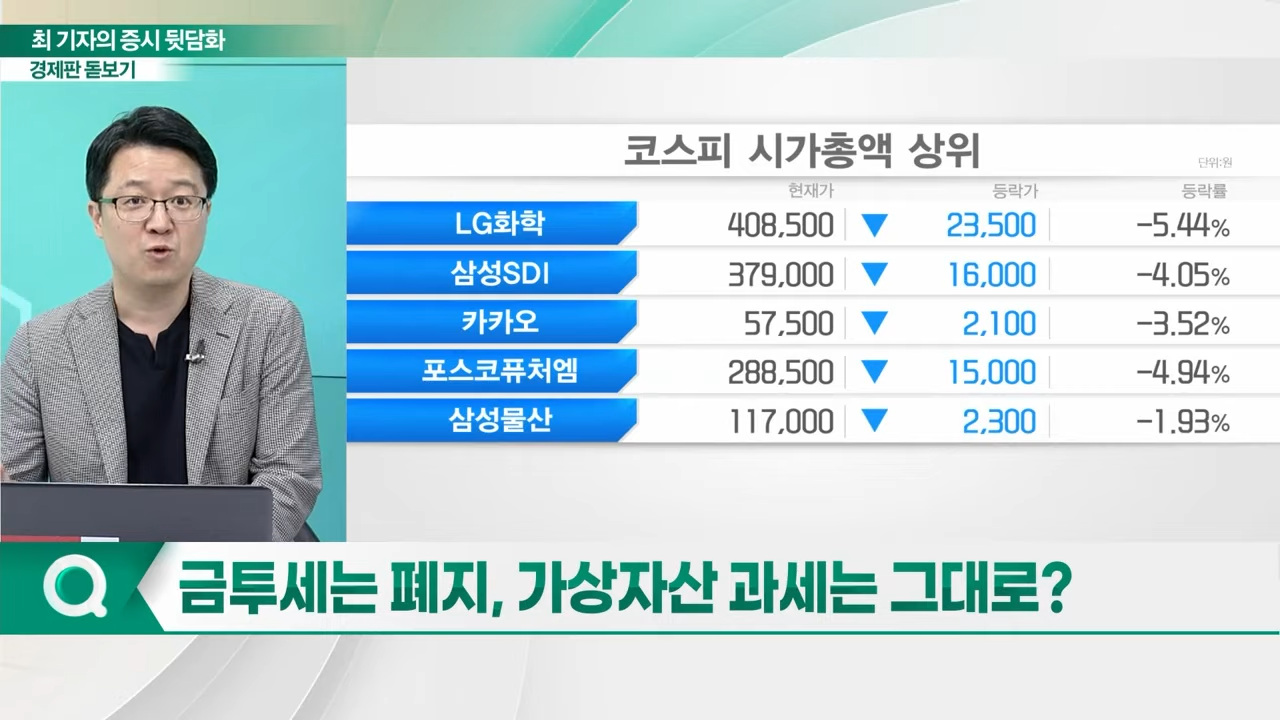 최 기자의 증시 뒷담화
경제판 돋보기
코스피 시가총액 상위
단위:원
현재가 등락가 등락률
LG화학 408,500 ▼ 23,500 -5.44%
삼성SDI 379,000 ▼ 16,000 -4.05%
카카오 57,500 ▼ 2,100 -3.52%
포스코퓨처엠 288,500 ▼ 15,000 -4.94%
삼성물산 117,000 ▼ 2,300 -1.93%
금투세는 폐지, 가상자산 과세는 그대로?